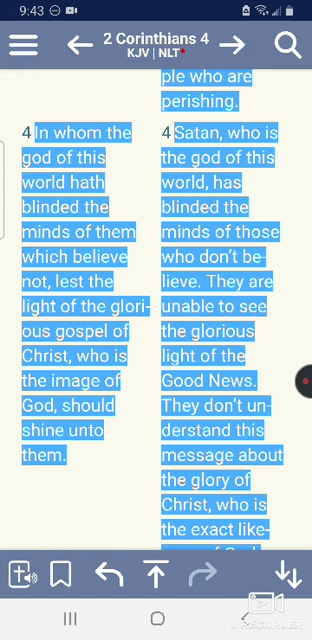 9:43
2 Corinthians 4
KJV | NLT*
ple who are
perishing.
4 In whom the
god of this
world hath
blinded the
minds of them
which believe
not, lest the
light of the glori-
ous gospel of
Christ, who is
the image of
God, should
shine unto
them.
4 Satan, who is
the god of this
world, has
blinded the
minds of those
who don't be-
lieve. They are
unable to see
the glorious
light of the
Good News.
They don't un-
derstand this
message about
the glory of
Christ, who is
the exact like-
V RECORDER